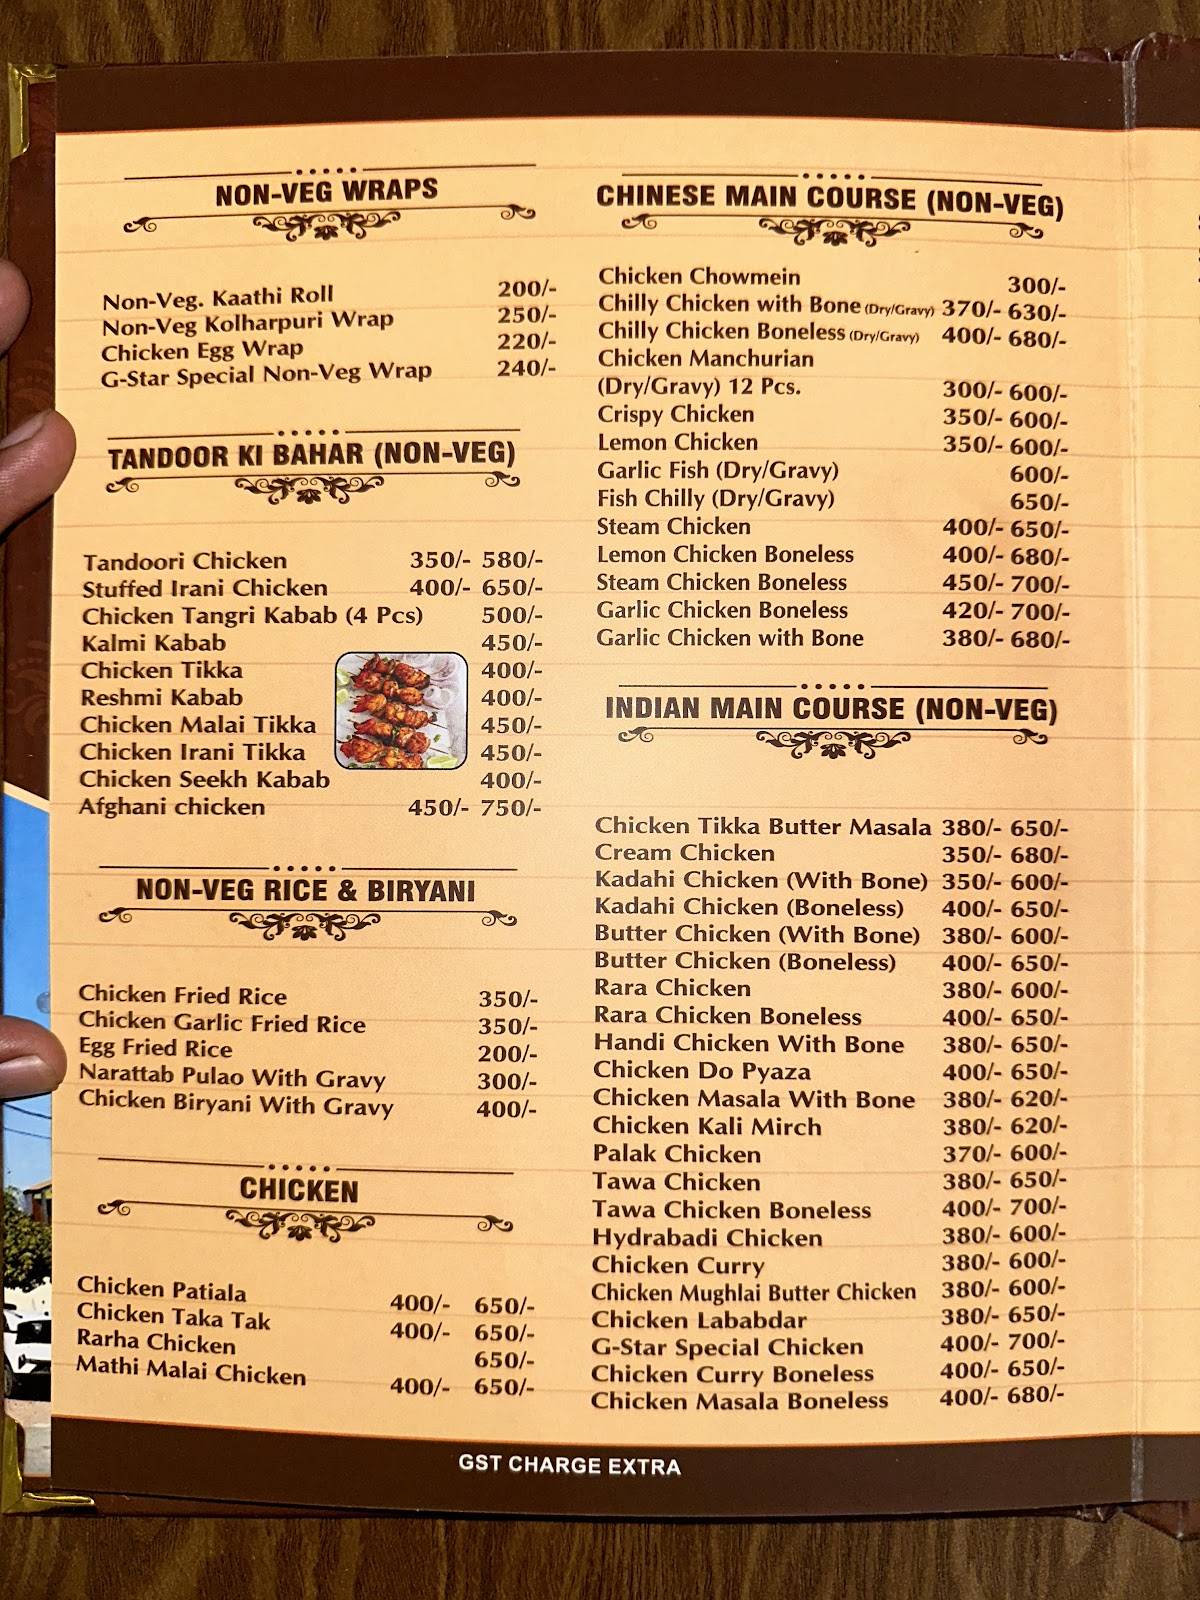 NON-VEG WRAPS
Non-Veg. Kaathi Roll 200/-
Non-Veg Kolharpuri Wrap 250/-
Chicken Egg Wrap 220/-
G-Star Special Non-Veg Wrap 240/-
TANDOOR KI BAHAR (NON-VEG)
Tandoori Chicken 350/- 580/-
Stuffed Irani Chicken 400/- 650/-
Chicken Tangri Kabab (4 Pcs) 500/-
Kalmi Kabab 450/-
Chicken Tikka 400/-
Reshmi Kabab 400/-
Chicken Malai Tikka 450/-
Chicken Irani Tikka 450/-
Chicken Seekh Kabab 400/-
Afghani chicken 450/- 750/-
NON-VEG RICE & BIRYANI
Chicken Fried Rice 350/-
Chicken Garlic Fried Rice 350/-
Egg Fried Rice 200/-
Narattab Pulao With Gravy 300/-
Chicken Biryani With Gravy 400/-
CHICKEN
Chicken Patiala 400/- 650/-
Chicken Taka Tak 400/- 650/-
Rarha Chicken 650/-
Mathi Malai Chicken 400/- 650/-
CHINESE MAIN COURSE (NON-VEG)
Chicken Chowmein 300/-
Chilly Chicken with Bone (Dry/Gravy) 370/- 630/-
Chilly Chicken Boneless (Dry/Gravy) 400/- 680/-
Chicken Manchurian
(Dry/Gravy) 12 Pcs. 300/- 600/-
Crispy Chicken 350/- 600/-
Lemon Chicken 350/- 600/-
Garlic Fish (Dry/Gravy) 600/-
Fish Chilly (Dry/Gravy) 650/-
Steam Chicken 400/- 650/-
Lemon Chicken Boneless 400/- 680/-
Steam Chicken Boneless 450/- 700/-
Garlic Chicken Boneless 420/- 700/-
Garlic Chicken with Bone 380/- 680/-
INDIAN MAIN COURSE (NON-VEG)
Chicken Tikka Butter Masala 380/- 650/-
Cream Chicken 350/- 680/-
Kadahi Chicken (With Bone) 350/- 600/-
Kadahi Chicken (Boneless) 400/- 650/-
Butter Chicken (With Bone) 380/- 600/-
Butter Chicken (Boneless) 400/- 650/-
Rara Chicken 380/- 600/-
Rara Chicken Boneless 400/- 650/-
Handi Chicken With Bone 380/- 650/-
Chicken Do Pyaza 400/- 650/-
Chicken Masala With Bone 380/- 620/-
Chicken Kali Mirch 380/- 620/-
Palak Chicken 370/- 600/-
Tawa Chicken 380/- 650/-
Tawa Chicken Boneless 400/- 700/-
Hydrabadi Chicken 380/- 600/-
Chicken Curry 380/- 600/-
Chicken Mughlai Butter Chicken 380/- 600/-
Chicken Lababdar 380/- 650/-
G-Star Special Chicken 400/- 700/-
Chicken Curry Boneless 400/- 650/-
Chicken Masala Boneless 400/- 680/-
GST CHARGE EXTRA